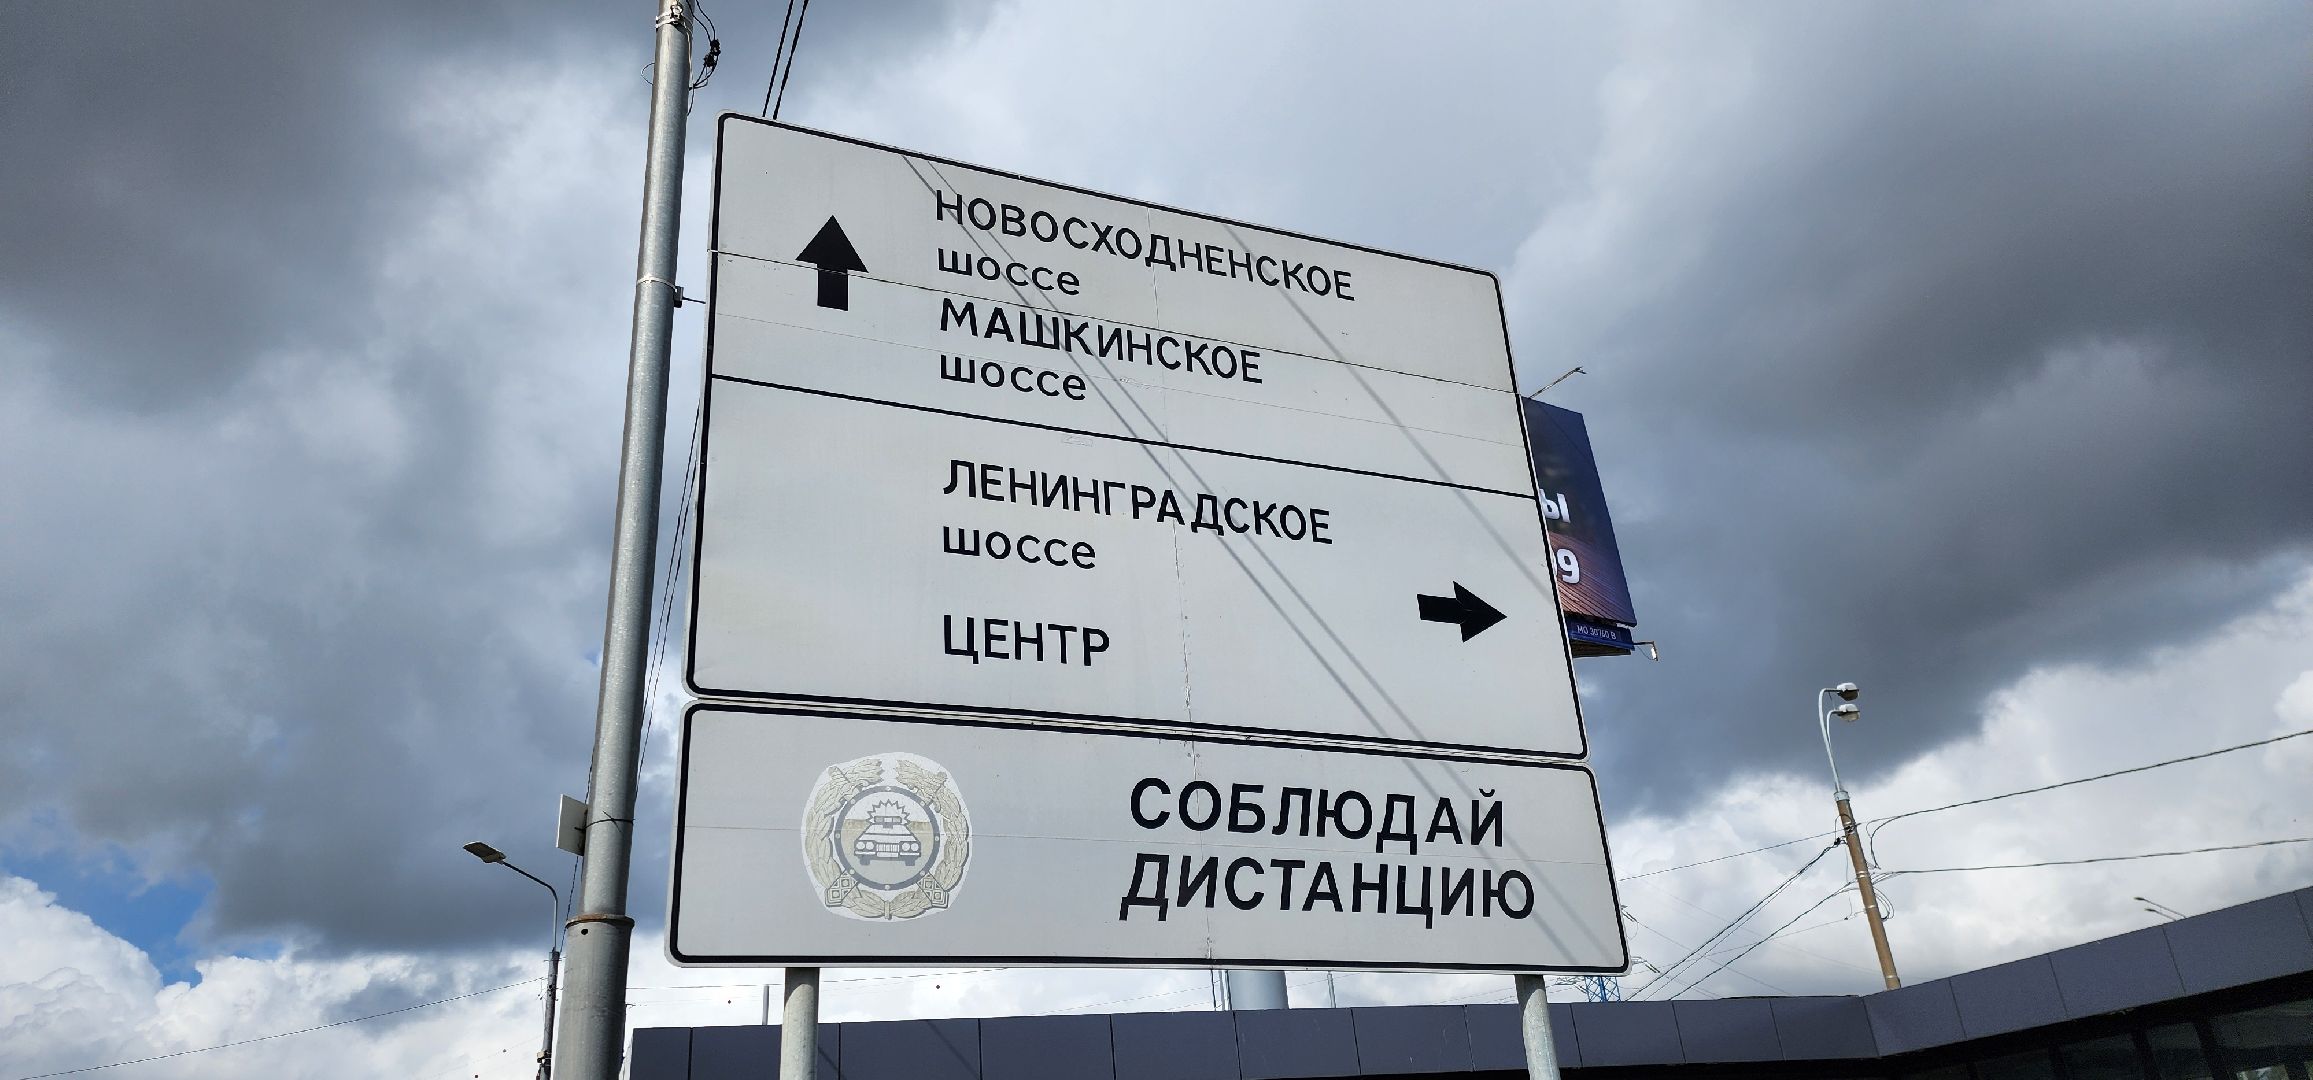 НОВОСХОДНЕНСКОЕ
шоссе
МАШКИНСКОЕ
шоссе
ЛЕНИНГРАДСКОЕ
шоссе
ЦЕНТР
СОБЛЮДАЙ
ДИСТАНЦИЮ